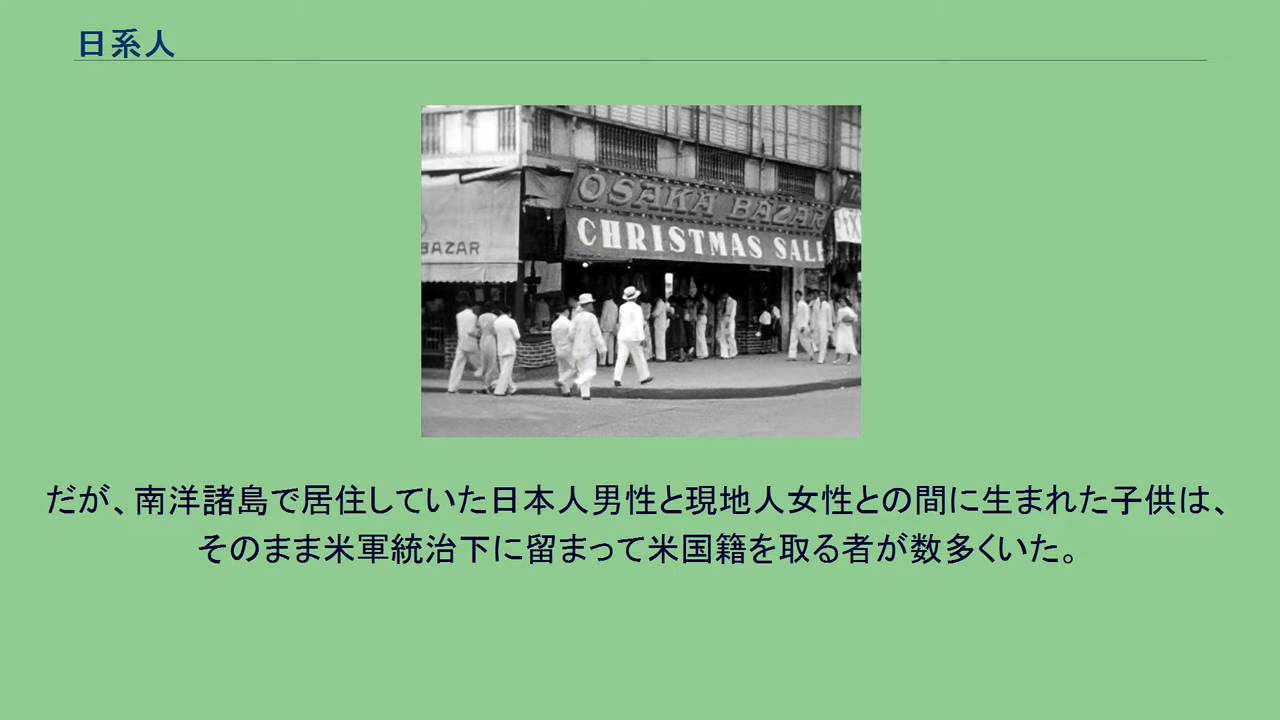 日系人
OSAKA BAZAR
CHRISTMAS SALE
BAZAR
だが、南洋諸島で居住していた日本人男性と現地人女性との間に生まれた子供は、
そのまま米軍統治下に留まって米国籍を取る者が数多くいた。